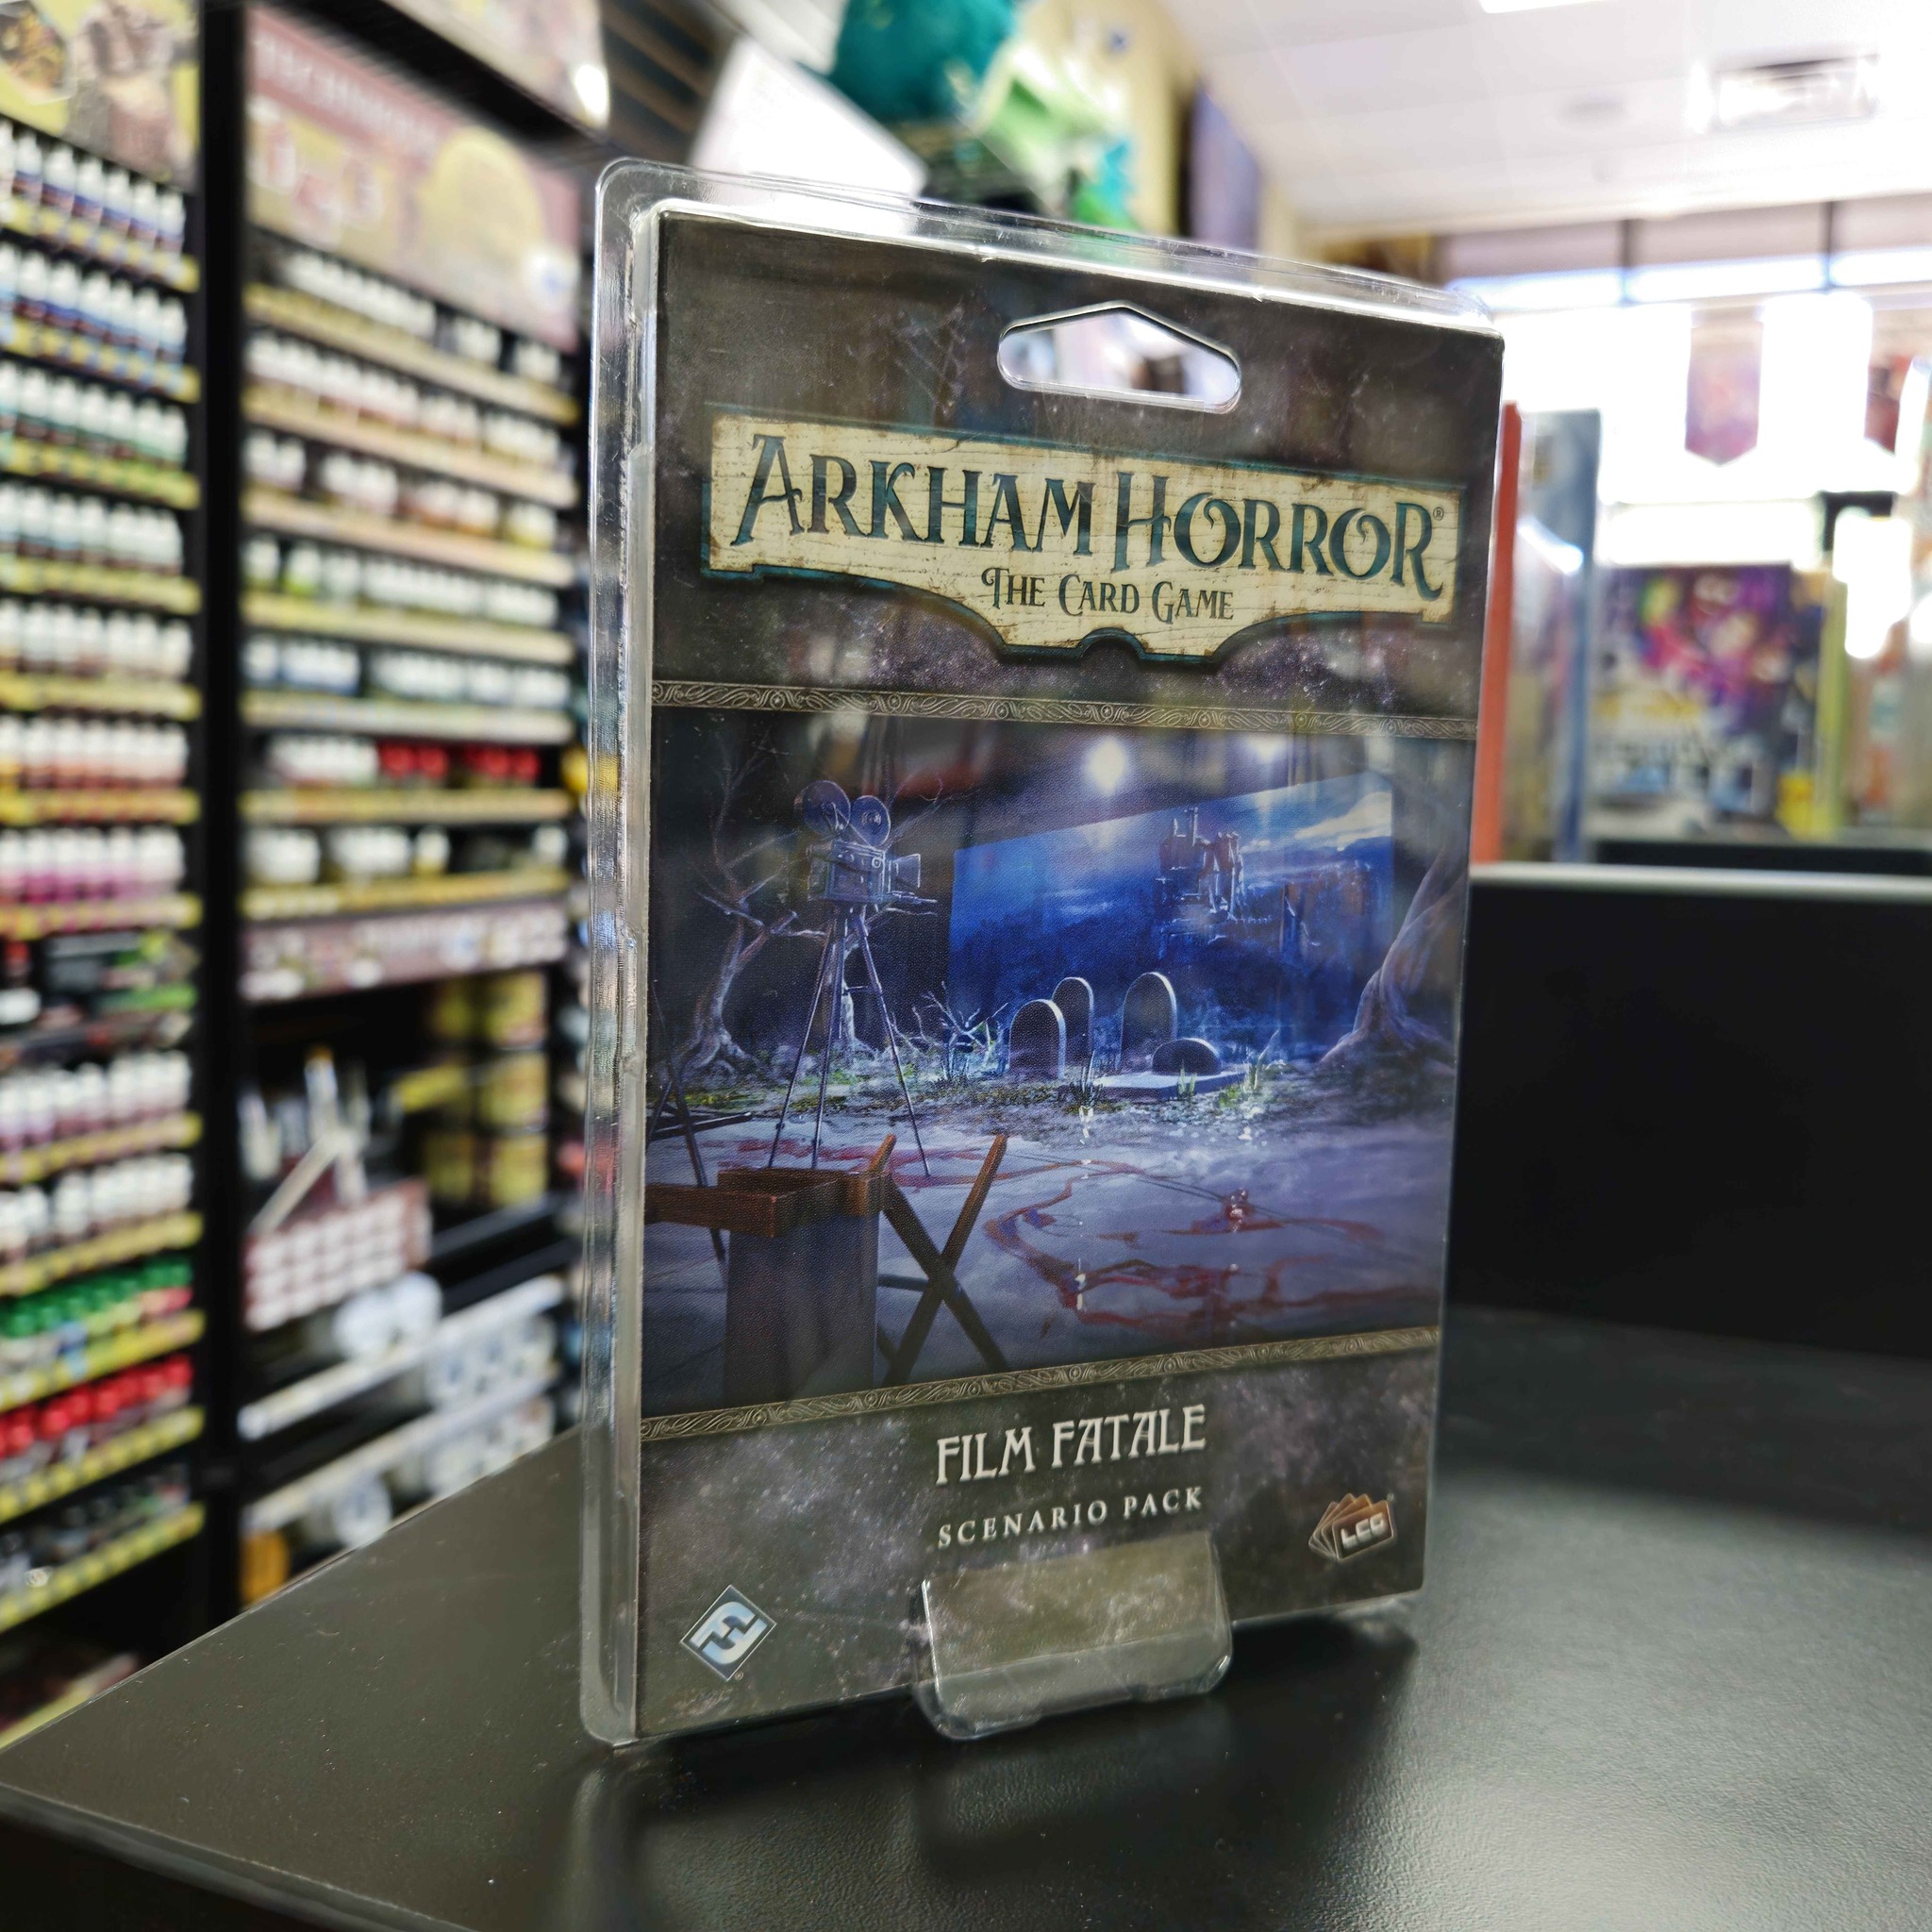 ARKHAM HORROR®
THE CARD GAME
FILM FATALE
SCENARIO PACK
LCG